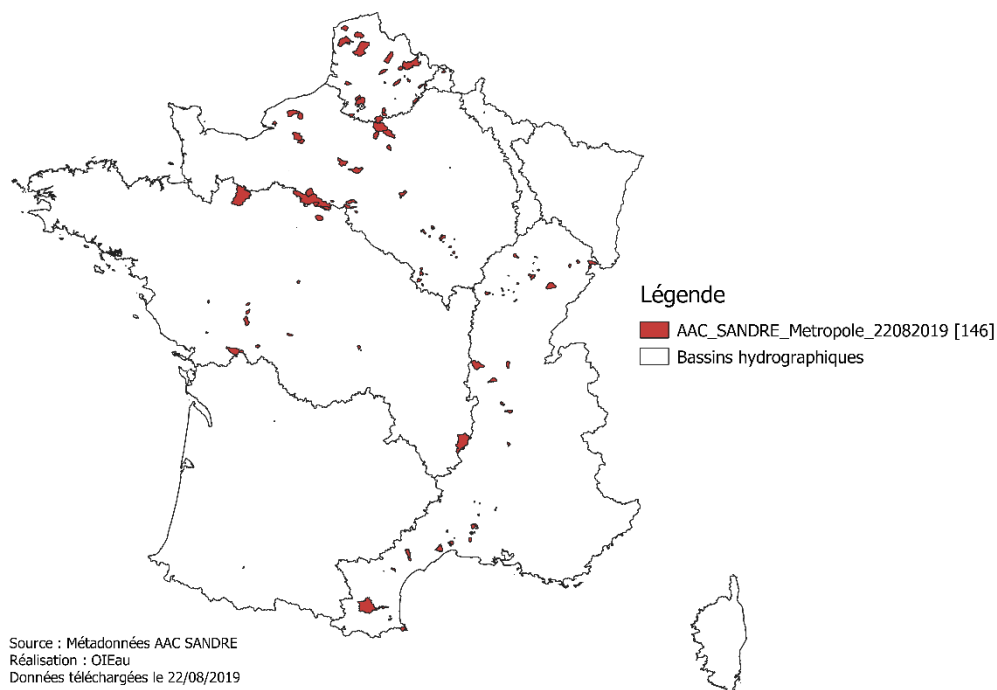 Légende
AAC_SANDRE_Metropole_22082019 [146]
Bassins hydrographiques
Source : Métadonnées AAC SANDRE
Réalisation : OIEau
Données téléchargées le 22/08/2019